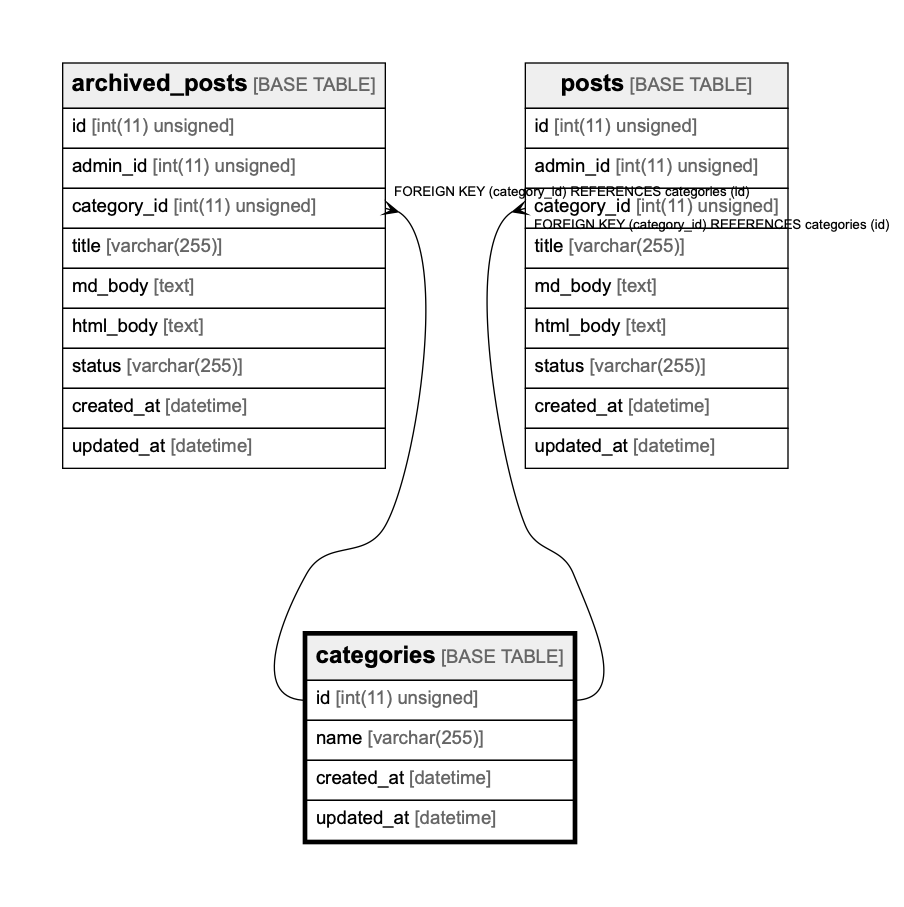 archived_posts [BASE TABLE]
id [int(11) unsigned]
admin_id [int(11) unsigned]
category_id [int(11) unsigned]
title [varchar(255)]
md_body [text]
html_body [text]
status [varchar(255)]
created_at [datetime]
updated_at [datetime]
FOREIGN KEY (category_id) REFERENCES categories (id)
posts [BASE TABLE]
id [int(11) unsigned]
admin_id [int(11) unsigned]
category_id [int(11) unsigned]
FOREIGN KEY (category_id) REFERENCES categories (id)
title [varchar(255)]
md_body [text]
html_body [text]
status [varchar(255)]
created_at [datetime]
updated_at [datetime]
categories [BASE TABLE]
id [int(11) unsigned]
name [varchar(255)]
created_at [datetime]
updated_at [datetime]